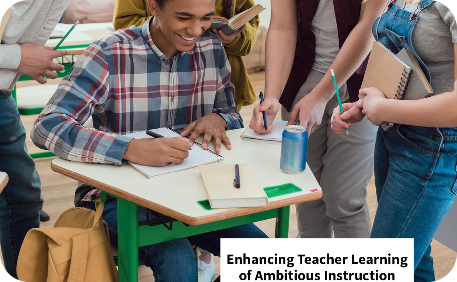 Enhancing Teacher Learning
of Ambitious Instruction